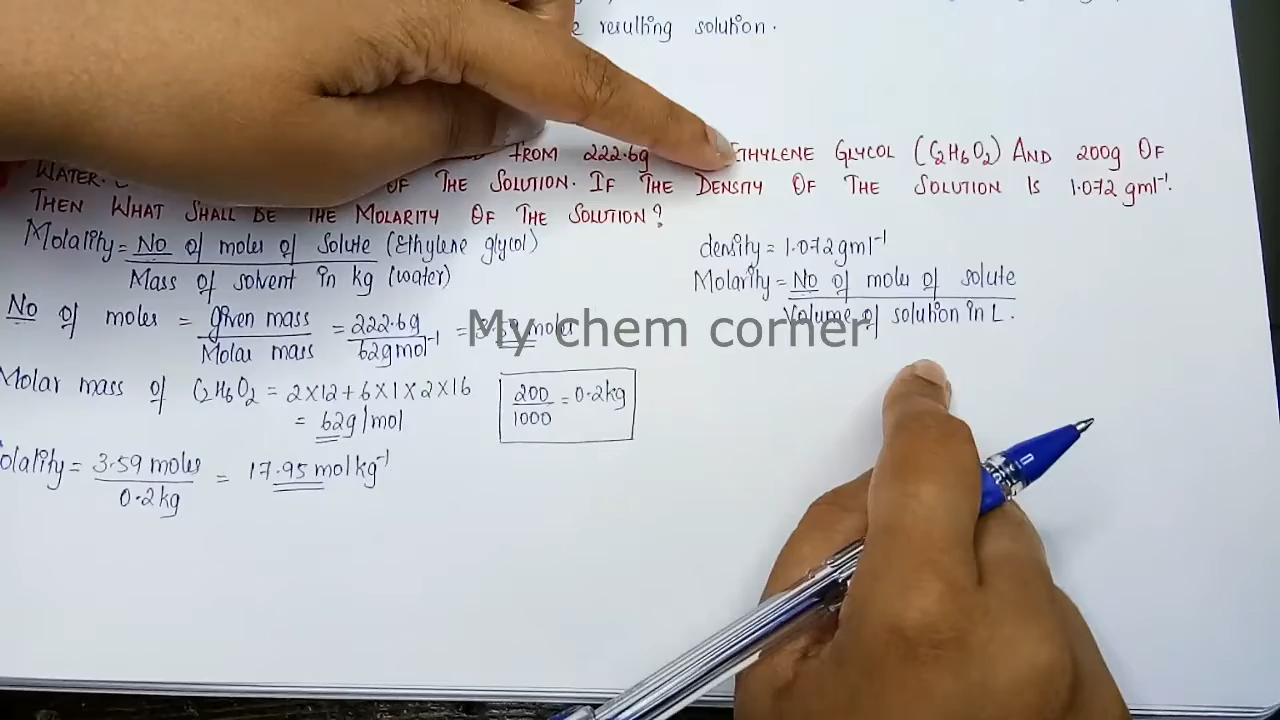 resulting solution.
FROM 222.6g ETHYLENE GLYCOL (C2H6O2) AND 200g OF
WATER. OF THE SOLUTION. IF THE DENSITY OF THE SOLUTION IS 1.072 gml⁻¹.
THEN WHAT SHALL BE THE MOLARITY OF THE SOLUTION?
Molality = No of moles of solute (Ethylene glycol)
Mass of solvent in kg (water)
No of moles = given mass / Molar mass = 222.6g / 62gmol⁻¹ = 3.59 moles
Molar mass of C2H6O2 = 2×12+6×1×2×16
= 62g/mol
200/1000 = 0.2kg
Molality = 3.59 moles / 0.2kg = 17.95 mol kg⁻¹
density = 1.072gml⁻¹
Molarity = No of moles of solute
Volume of solution in L.
My chem corner